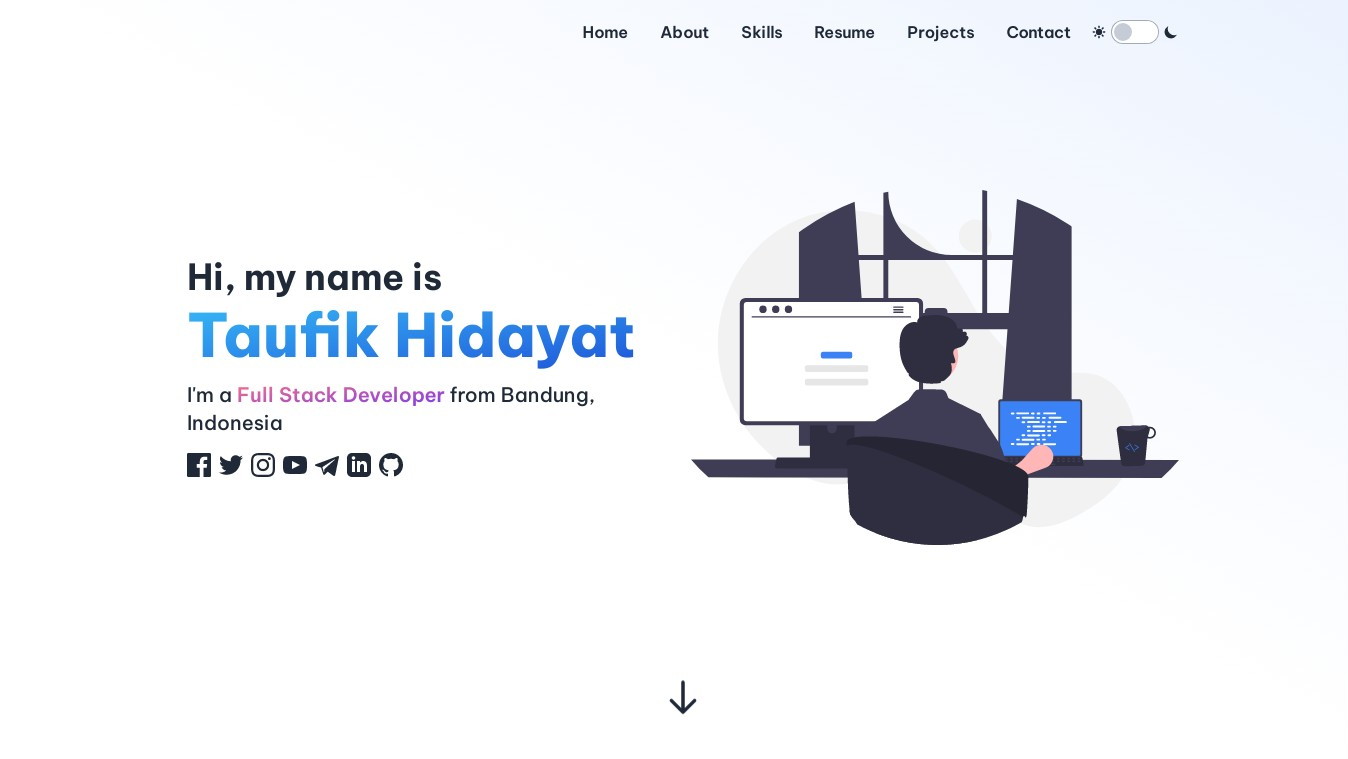 Home About Skills Resume Projects Contact
Hi, my name is
Taufik Hidayat
I'm a Full Stack Developer from Bandung,
Indonesia